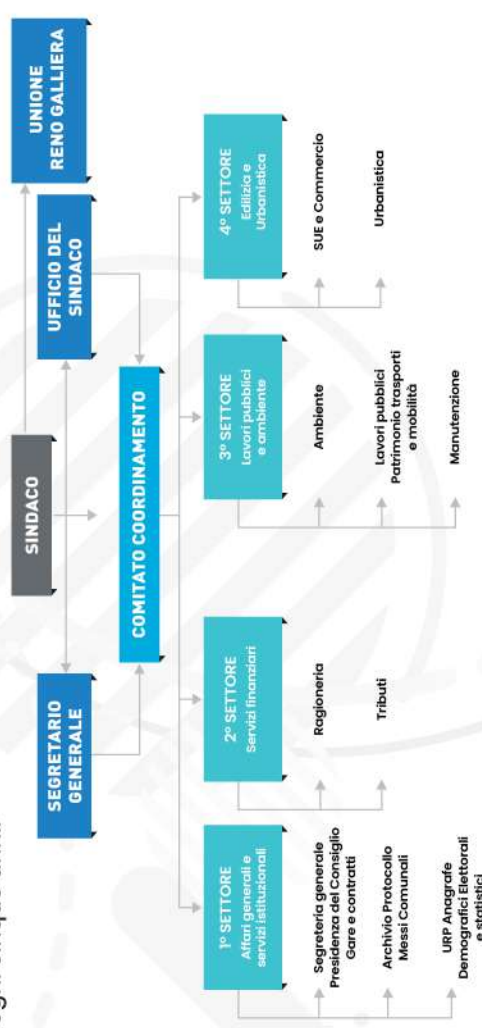 SINDACO
UNIONE
RENO GALLIERA
SEGRETARIO
GENERALE
UFFICIO DEL
SINDACO
COMITATO COORDINAMENTO
1° SETTORE
Affari generali e
servizi istituzionali
Segreteria generale
Presidenza del Consiglio
Gare e contratti
Archivio Protocollo
Messi Comunali
URP Anagrafe
Demografici Elettorali
e statistici
2° SETTORE
Servizi finanziari
Ragioneria
Tributi
3° SETTORE
Lavori pubblici
e ambiente
Ambiente
Lavori pubblici
Patrimonio trasporti
e mobilità
Manutenzione
4° SETTORE
Edilizia e
Urbanistica
SUE e Commercio
Urbanistica